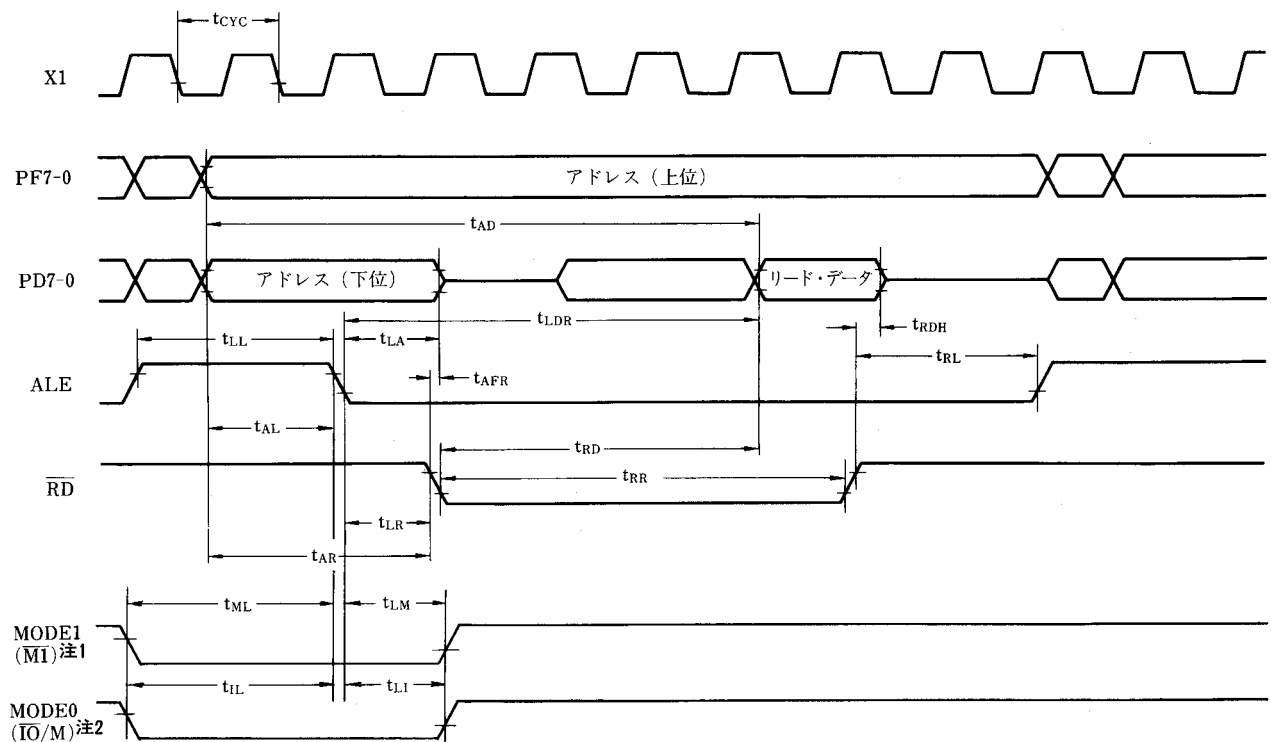 tCYC
X1
PF7-0
アドレス（上位）
tAD
PD7-0
アドレス（下位）
リード・データ
tLDR
tRDH
tLL
tLA
tRL
ALE
tAFR
tAL
tRD
RD
tRR
tLR
tAR
tML
tLM
MODE1
(M1)注1
tIL
tLI
MODE0
(IO/M)注2